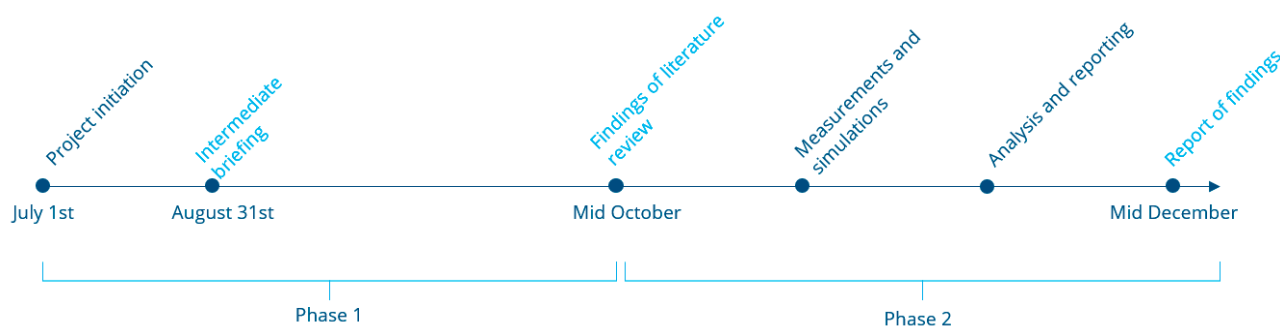 Project initiation
Intermediate
briefing
Findings of literature
review
Measurements and
simulations
Analysis and reporting
Report of findings
July 1st
August 31st
Mid October
Mid December
Phase 1
Phase 2